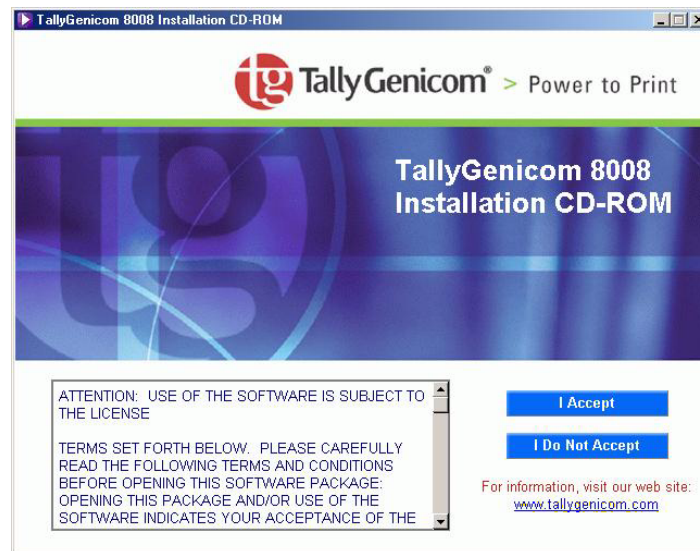 TallyGenicom 8008 Installation CD-ROM
tg TallyGenicom® > Power to Print
TallyGenicom 8008
Installation CD-ROM
ATTENTION: USE OF THE SOFTWARE IS SUBJECT TO
THE LICENSE
TERMS SET FORTH BELOW. PLEASE CAREFULLY
READ THE FOLLOWING TERMS AND CONDITIONS
BEFORE OPENING THIS SOFTWARE PACKAGE:
OPENING THIS PACKAGE AND/OR USE OF THE
SOFTWARE INDICATES YOUR ACCEPTANCE OF THE
I Accept
I Do Not Accept
For information, visit our web site:
www.tallygenicom.com